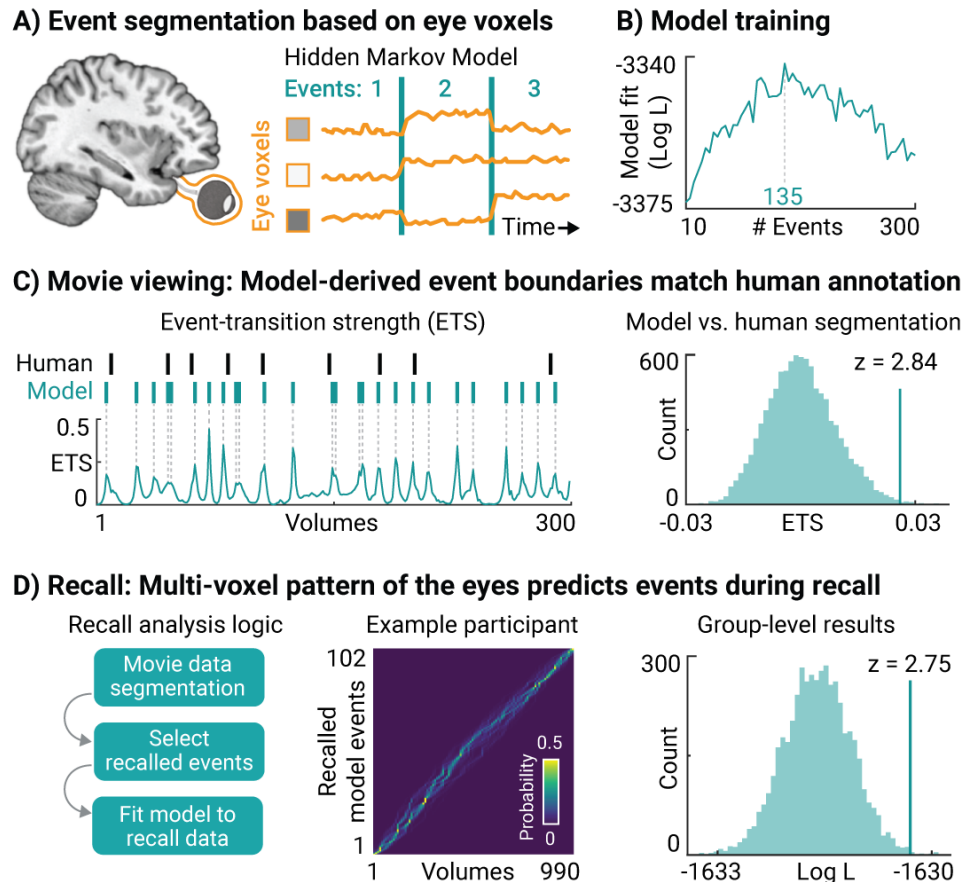 A) Event segmentation based on eye voxels
Hidden Markov Model
Events: 1 2 3
Eye voxels
Time
B) Model training
Model fit
(Log L)
-3340
-3375
135
10 # Events 300
C) Movie viewing: Model-derived event boundaries match human annotation
Event-transition strength (ETS)
Human
Model
0.5
ETS
0
1 Volumes 300
Model vs. human segmentation
600
z = 2.84
Count
0
-0.03 ETS 0.03
D) Recall: Multi-voxel pattern of the eyes predicts events during recall
Recall analysis logic
Movie data
segmentation
Select
recalled events
Fit model to
recall data
Example participant
102
Recalled
model events
1
0.5
Probability
0
1 Volumes 990
Group-level results
300
z = 2.75
Count
0
-1633 Log L -1630